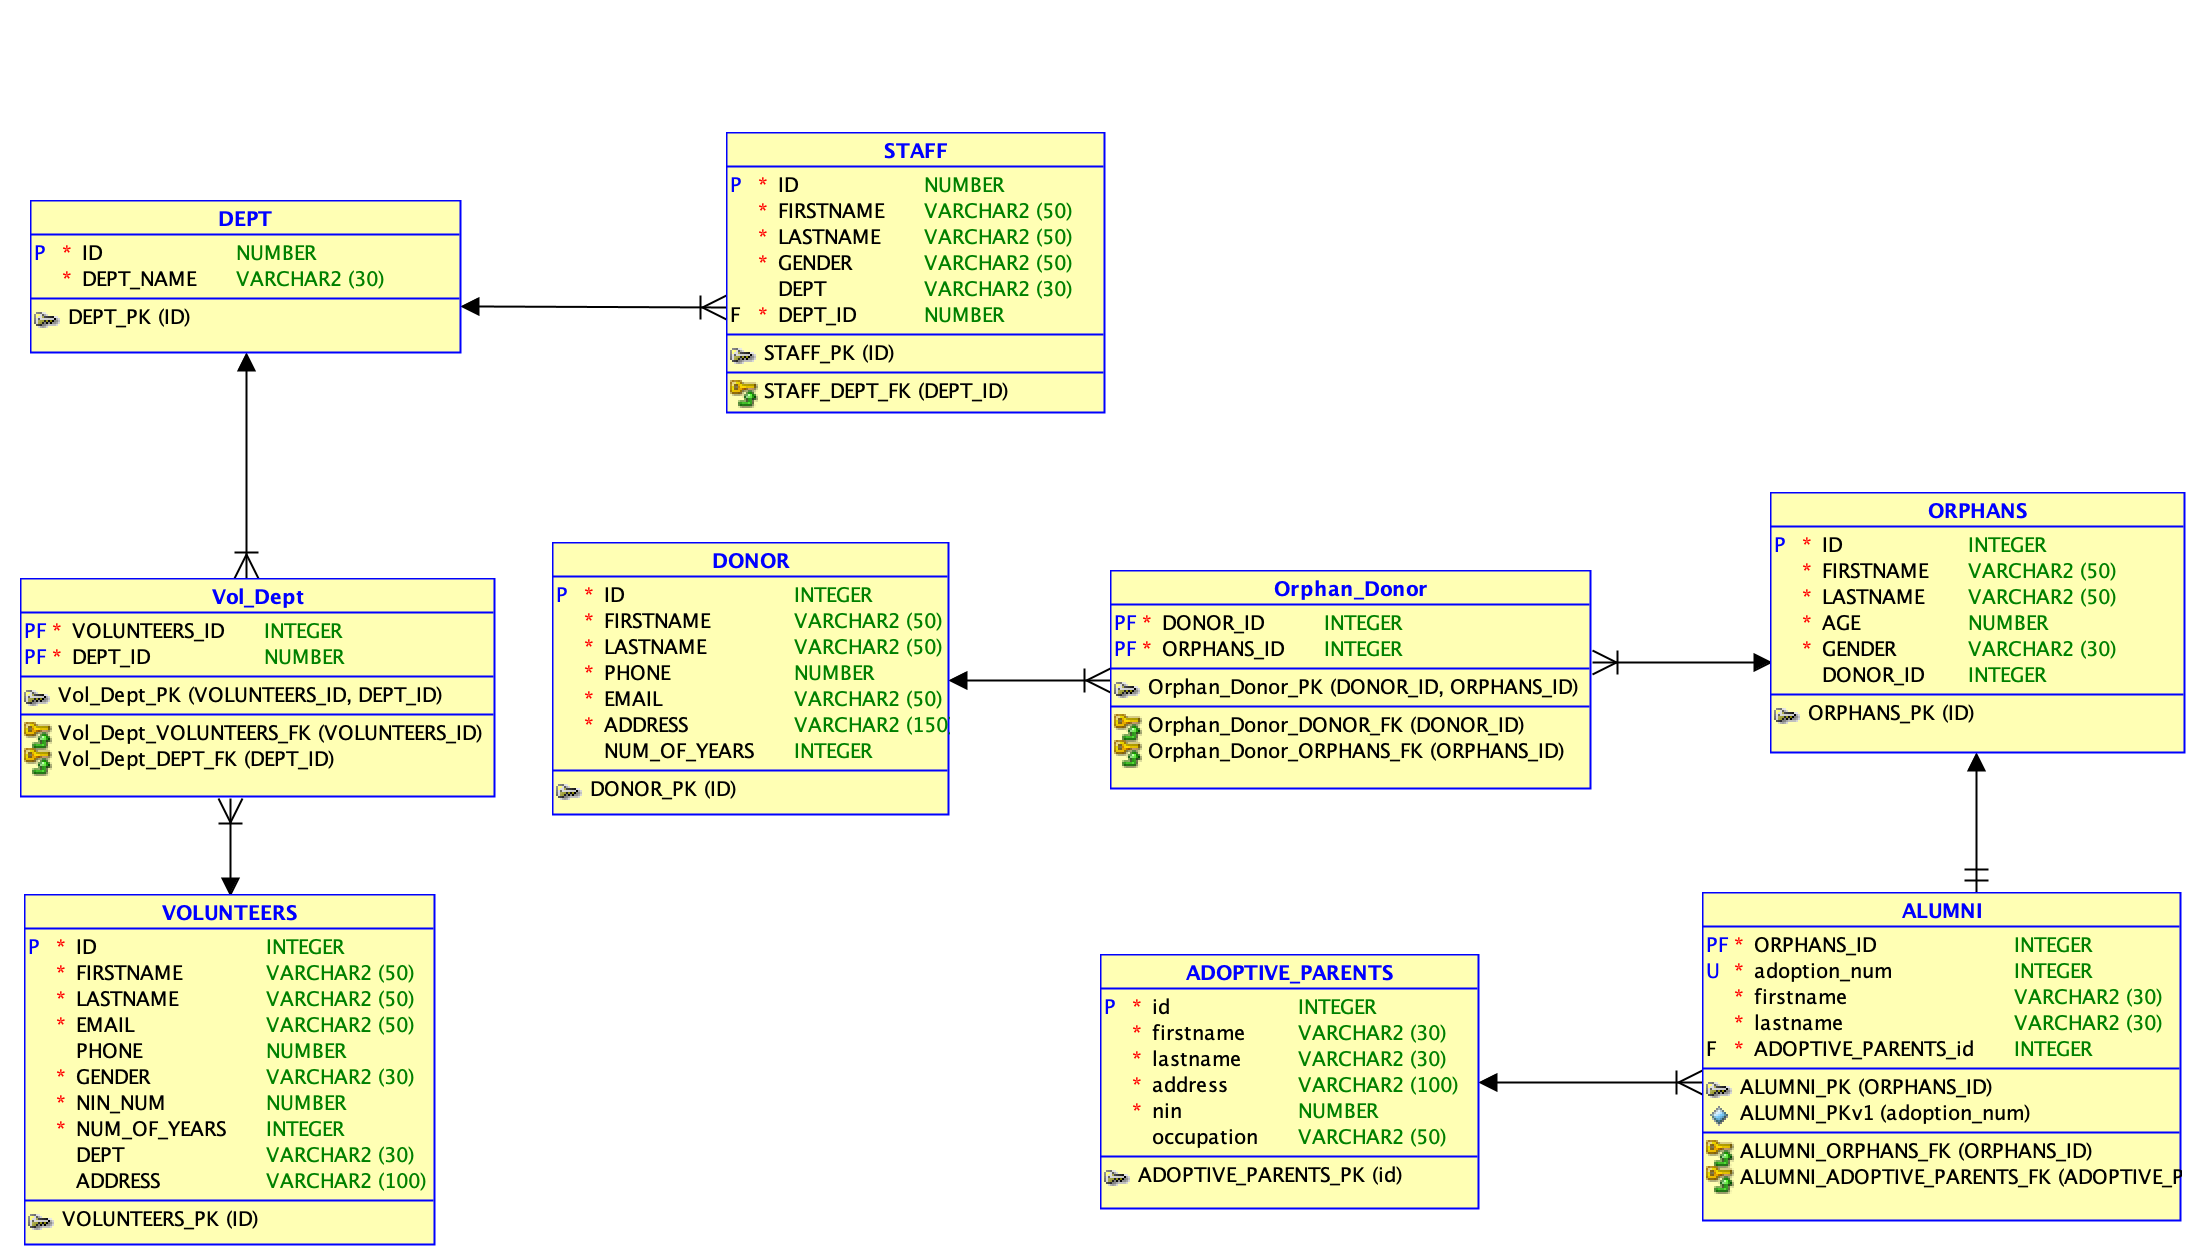 STAFF
P * ID NUMBER
* FIRSTNAME VARCHAR2 (50)
* LASTNAME VARCHAR2 (50)
* GENDER VARCHAR2 (50)
DEPT VARCHAR2 (30)
F * DEPT_ID NUMBER
STAFF_PK (ID)
STAFF_DEPT_FK (DEPT_ID)
DEPT
P * ID NUMBER
* DEPT_NAME VARCHAR2 (30)
DEPT_PK (ID)
Vol_Dept
PF * VOLUNTEERS_ID INTEGER
PF * DEPT_ID NUMBER
Vol_Dept_PK (VOLUNTEERS_ID, DEPT_ID)
Vol_Dept_VOLUNTEERS_FK (VOLUNTEERS_ID)
Vol_Dept_DEPT_FK (DEPT_ID)
DONOR
P * ID INTEGER
* FIRSTNAME VARCHAR2 (50)
* LASTNAME VARCHAR2 (50)
* PHONE NUMBER
* EMAIL VARCHAR2 (50)
* ADDRESS VARCHAR2 (150
NUM_OF_YEARS INTEGER
DONOR_PK (ID)
Orphan_Donor
PF * DONOR_ID INTEGER
PF * ORPHANS_ID INTEGER
Orphan_Donor_PK (DONOR_ID, ORPHANS_ID)
Orphan_Donor_DONOR_FK (DONOR_ID)
Orphan_Donor_ORPHANS_FK (ORPHANS_ID)
ORPHANS
P * ID INTEGER
* FIRSTNAME VARCHAR2 (50)
* LASTNAME VARCHAR2 (50)
* AGE NUMBER
* GENDER VARCHAR2 (30)
DONOR_ID INTEGER
ORPHANS_PK (ID)
VOLUNTEERS
P * ID INTEGER
* FIRSTNAME VARCHAR2 (50)
* LASTNAME VARCHAR2 (50)
* EMAIL VARCHAR2 (50)
PHONE NUMBER
* GENDER VARCHAR2 (30)
* NIN_NUM NUMBER
* NUM_OF_YEARS INTEGER
DEPT VARCHAR2 (30)
ADDRESS VARCHAR2 (100)
VOLUNTEERS_PK (ID)
ADOPTIVE_PARENTS
P * id INTEGER
* firstname VARCHAR2 (30)
* lastname VARCHAR2 (30)
* address VARCHAR2 (100)
* nin NUMBER
occupation VARCHAR2 (50)
ADOPTIVE_PARENTS_PK (id)
ALUMNI
PF * ORPHANS_ID INTEGER
U * adoption_num INTEGER
* firstname VARCHAR2 (30)
* lastname VARCHAR2 (30)
F * ADOPTIVE_PARENTS_id INTEGER
ALUMNI_PK (ORPHANS_ID)
ALUMNI_PKv1 (adoption_num)
ALUMNI_ORPHANS_FK (ORPHANS_ID)
ALUMNI_ADOPTIVE_PARENTS_FK (ADOPTIVE_P